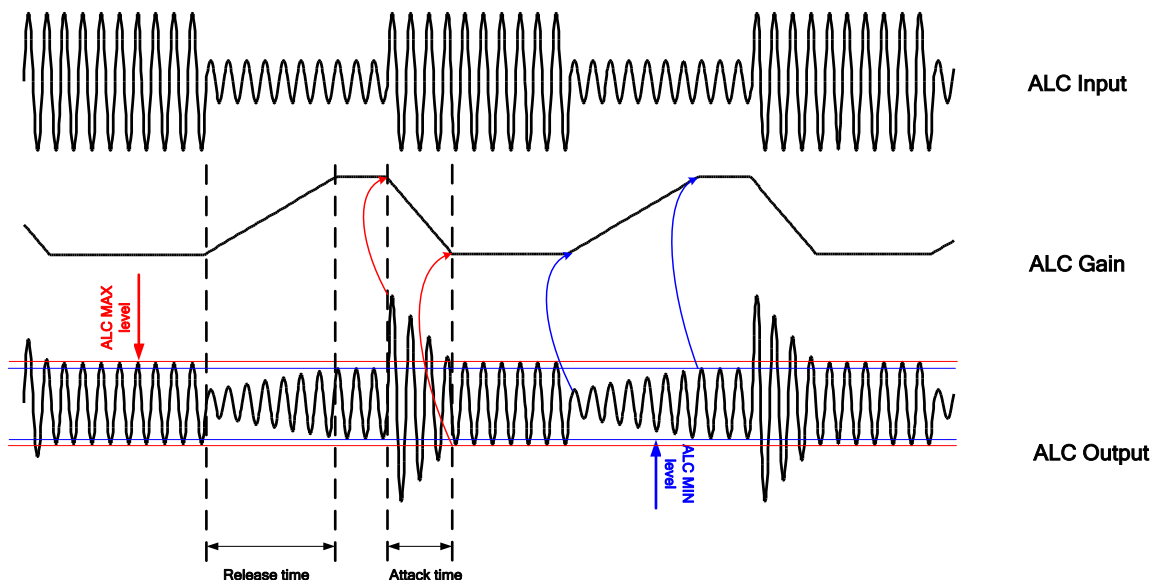 ALC Input
ALC Gain
ALC MAX
level
ALC Output
ALC MIN
level
Release time
Attack time